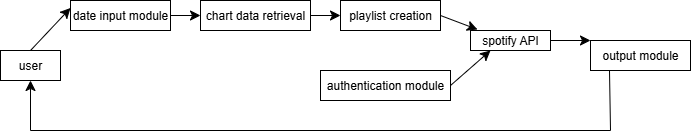 date input module
chart data retrieval
playlist creation
spotify API
output module
user
authentication module